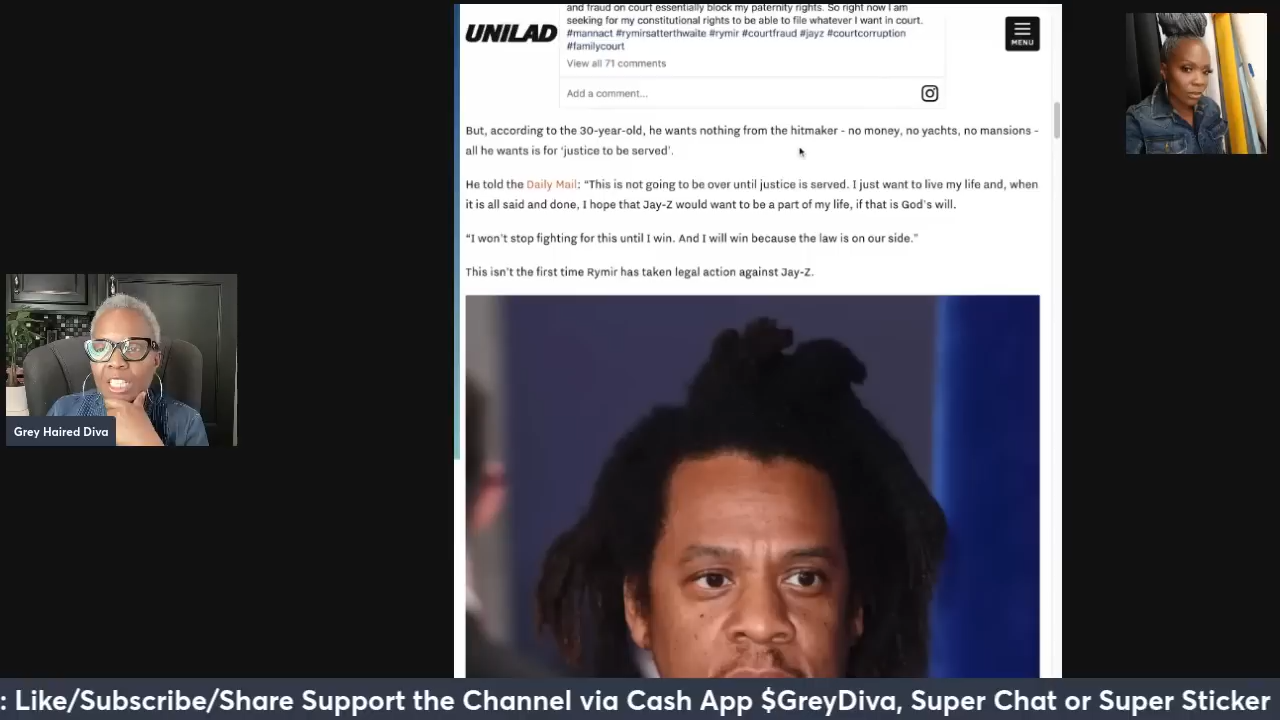 and fraud on court essentially block my paternity rights. So right now I am
seeking for my constitutional rights to be able to file whatever I want in court.
#mannact #rymirsatterthwaite #rymir #courtfraud #jayz #courtcorruption
#familycourt
UNILAD
MENU
View all 71 comments
Add a comment...
But, according to the 30-year-old, he wants nothing from the hitmaker - no money, no yachts, no mansions -
all he wants is for ‘justice to be served’.
He told the Daily Mail: “This is not going to be over until justice is served. I just want to live my life and, when
it is all said and done, I hope that Jay-Z would want to be a part of my life, if that is God’s will.
“I won’t stop fighting for this until I win. And I will win because the law is on our side.”
This isn’t the first time Rymir has taken legal action against Jay-Z.
Grey Haired Diva
: Like/Subscribe/Share Support the Channel via Cash App $GreyDiva, Super Chat or Super Sticker